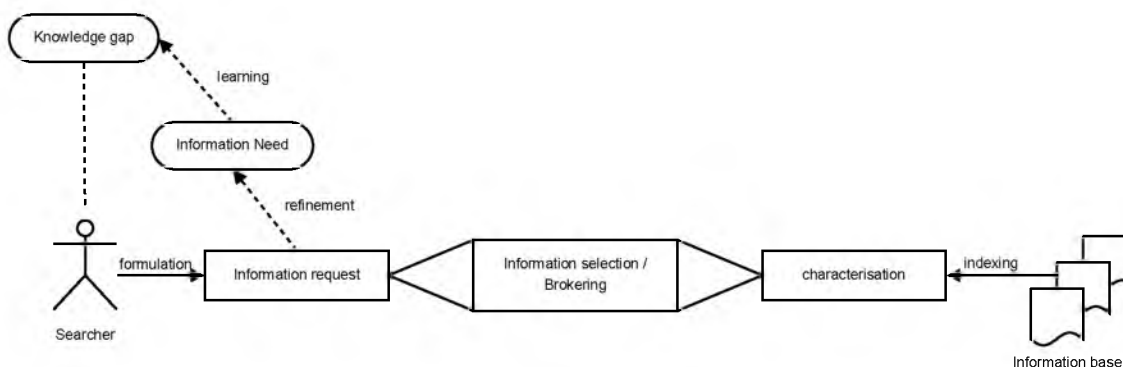 Knowledge gap
learning
Information Need
refinement
formulation
Information request
Information selection /
Brokering
characterisation
indexing
Searcher
Information base